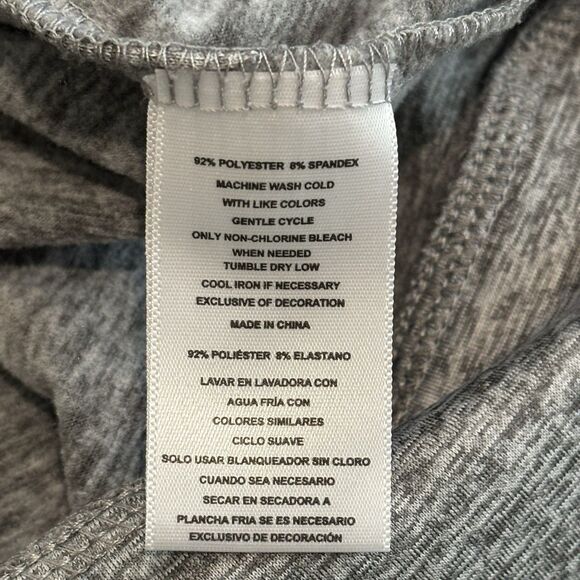 92% POLYESTER 8% SPANDEX
MACHINE WASH COLD
WITH LIKE COLORS
GENTLE CYCLE
ONLY NON-CHLORINE BLEACH
WHEN NEEDED
TUMBLE DRY LOW
COOL IRON IF NECESSARY
EXCLUSIVE OF DECORATION
MADE IN CHINA
92% POLIÉSTER 8% ELASTANO
LAVAR EN LAVADORA CON
AGUA FRÍA CON
COLORES SIMILARES
CICLO SUAVE
SOLO USAR BLANQUEADOR SIN CLORO
CUANDO SEA NECESARIO
SECAR EN SECADORA A
PLANCHA FRIA SE ES NECESARIO
EXCLUSIVO DE DECORACIÓN